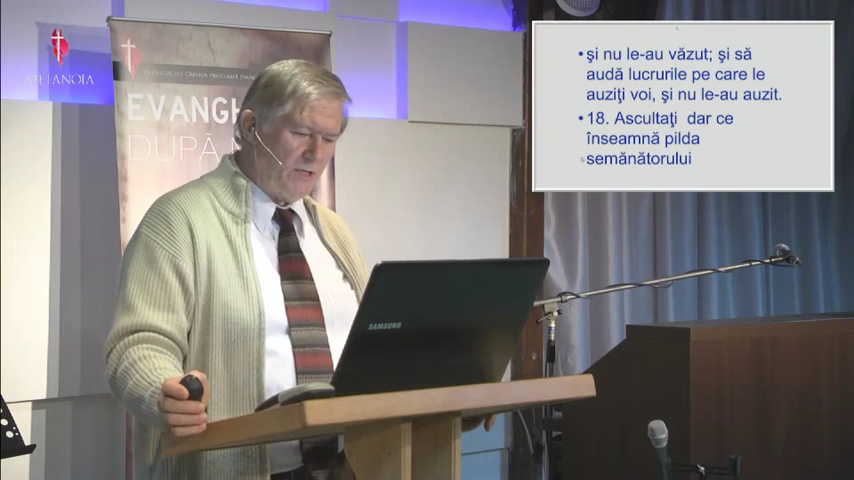 METANOIA
EVANGH
DUPĂ
• şi nu le-au văzut; şi să
audă lucrurile pe care le
auziţi voi, şi nu le-au auzit.
• 18. Ascultaţi dar ce
înseamnă pilda
semănătorului
SAMSUNG